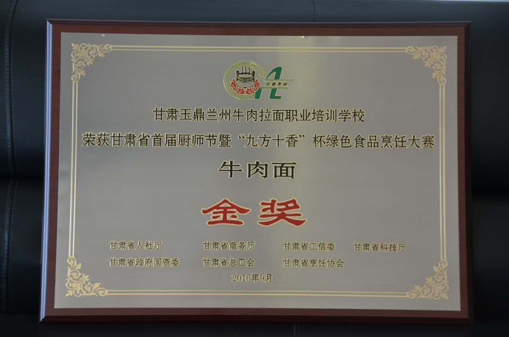 甘肃玉鼎兰州牛肉拉面职业培训学校
荣获甘肃省首届厨师节暨“九方十香”杯绿色食品烹饪大赛
牛肉面
金奖
甘肃省人社厅 甘肃省商务厅 甘肃省工信委 甘肃省科技厅
甘肃省政府国资委 甘肃省总工会 甘肃省烹饪协会
2016年9月